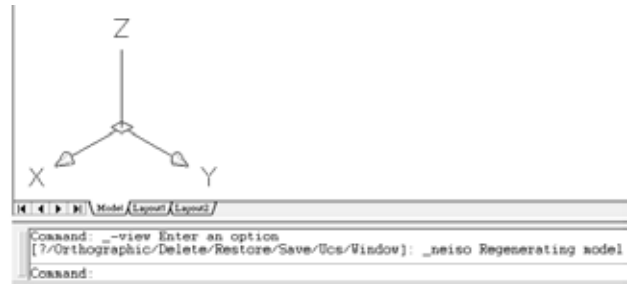 Z
X
Y
Model Layout1 Layout2
Command: _-view Enter an option
[?/Orthographic/Delete/Restore/Save/Ucs/Window]: _neiso Regenerating model
Command: